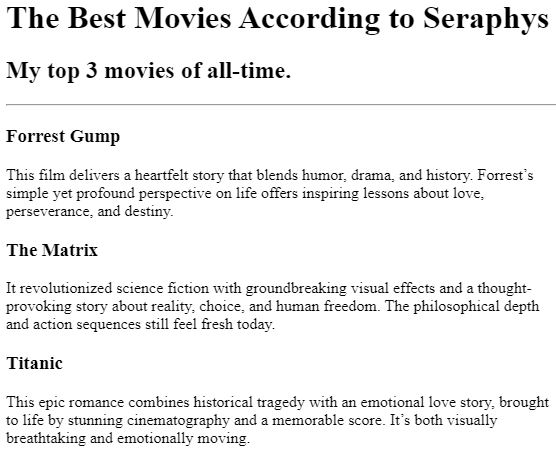 The Best Movies According to Seraphys
My top 3 movies of all-time.
Forrest Gump
This film delivers a heartfelt story that blends humor, drama, and history. Forrest’s
simple yet profound perspective on life offers inspiring lessons about love,
perseverance, and destiny.
The Matrix
It revolutionized science fiction with groundbreaking visual effects and a thought-
provoking story about reality, choice, and human freedom. The philosophical depth
and action sequences still feel fresh today.
Titanic
This epic romance combines historical tragedy with an emotional love story, brought
to life by stunning cinematography and a memorable score. It’s both visually
breathtaking and emotionally moving.